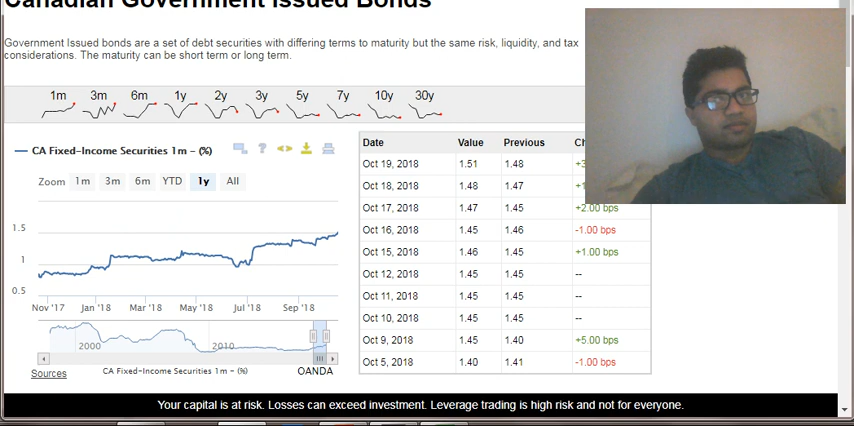 Canadian Government Issued Bonds
Government Issued bonds are a set of debt securities with differing terms to maturity but the same risk, liquidity, and tax
considerations. The maturity can be short term or long term.
1m 3m 6m 1y 2y 3y 5y 7y 10y 30y
CA Fixed-Income Securities 1m - (%)
?
Zoom 1m 3m 6m YTD 1y All
1.5
1
0.5
Nov '17 Jan '18 Mar '18 May '18 Jul '18 Sep '18
2000 2010
Sources CA Fixed-Income Securities 1m - (%) OANDA
Date Value Previous Ch
Oct 19, 2018 1.51 1.48 +3
Oct 18, 2018 1.48 1.47 +1
Oct 17, 2018 1.47 1.45 +2.00 bps
Oct 16, 2018 1.45 1.46 -1.00 bps
Oct 15, 2018 1.46 1.45 +1.00 bps
Oct 12, 2018 1.45 1.45 --
Oct 11, 2018 1.45 1.45 --
Oct 10, 2018 1.45 1.45 --
Oct 9, 2018 1.45 1.40 +5.00 bps
Oct 5, 2018 1.40 1.41 -1.00 bps
Your capital is at risk. Losses can exceed investment. Leverage trading is high risk and not for everyone.